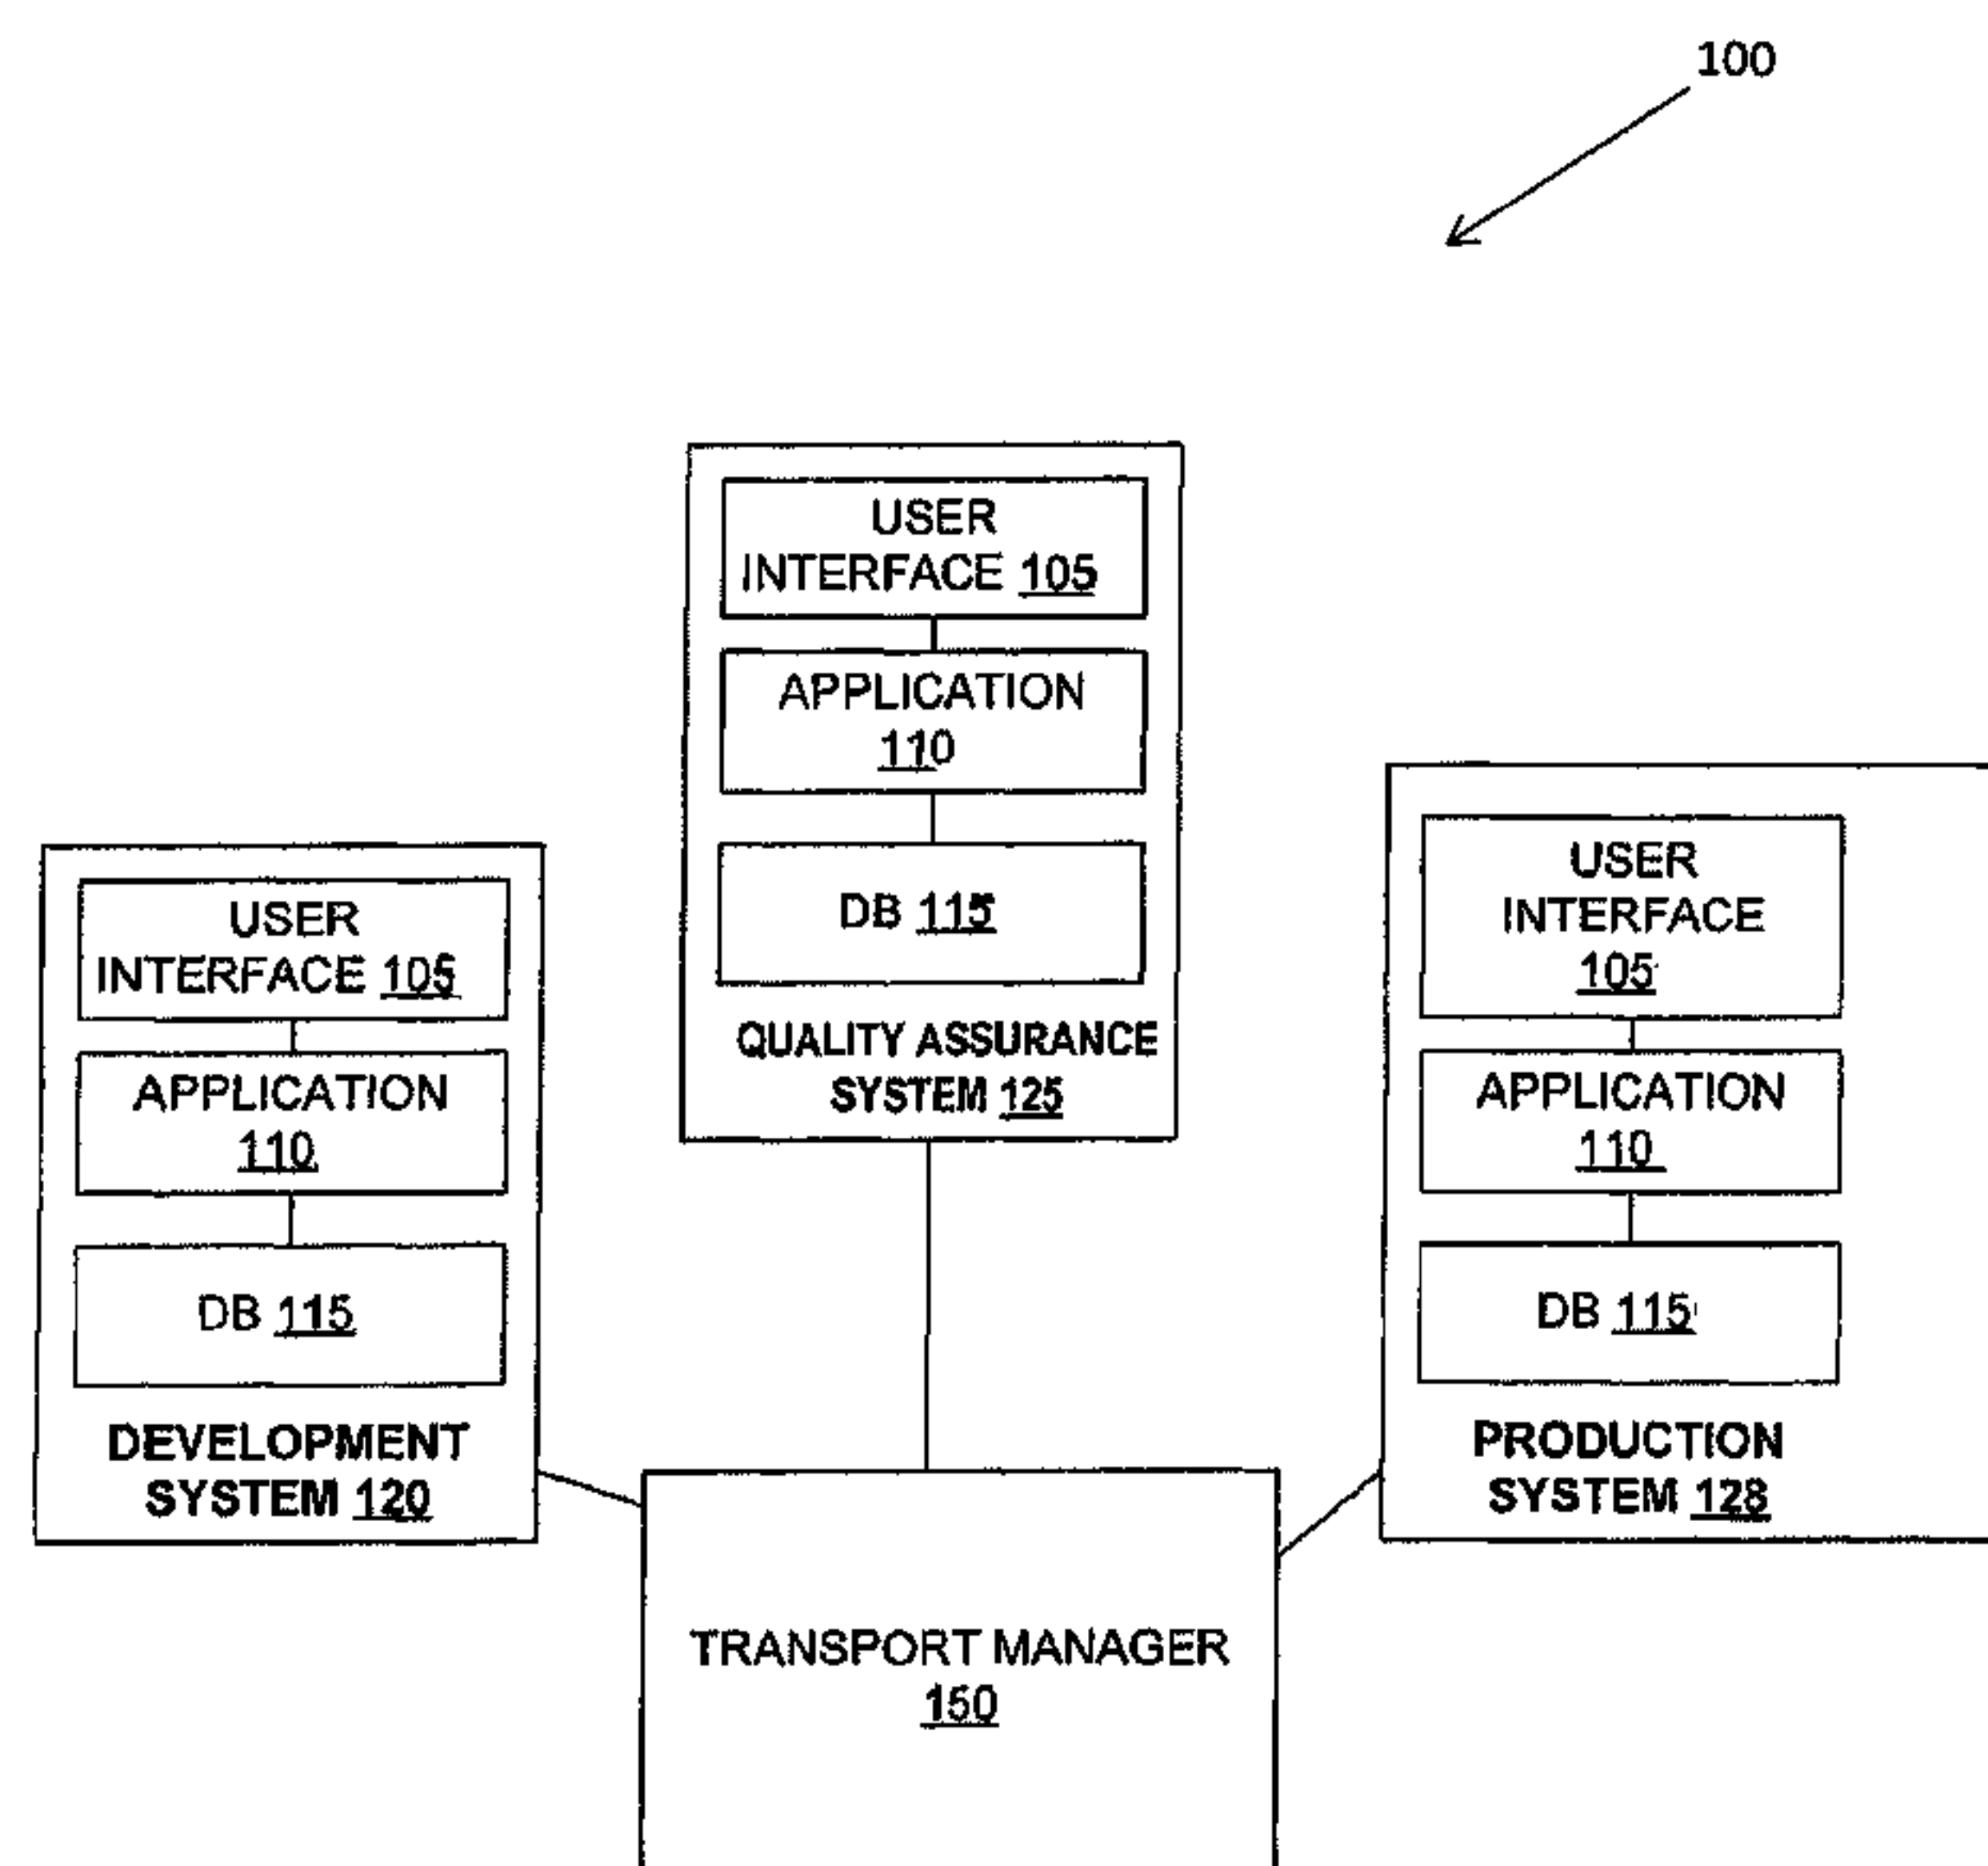 100
USER
INTERFACE 105
APPLICATION
110
DB 115
QUALITY ASSURANCE
SYSTEM 125
USER
INTERFACE 105
APPLICATION
110
DB 115
DEVELOPMENT
SYSTEM 120
USER
INTERFACE
105
APPLICATION
110
DB 115
PRODUCTION
SYSTEM 128
TRANSPORT MANAGER
150